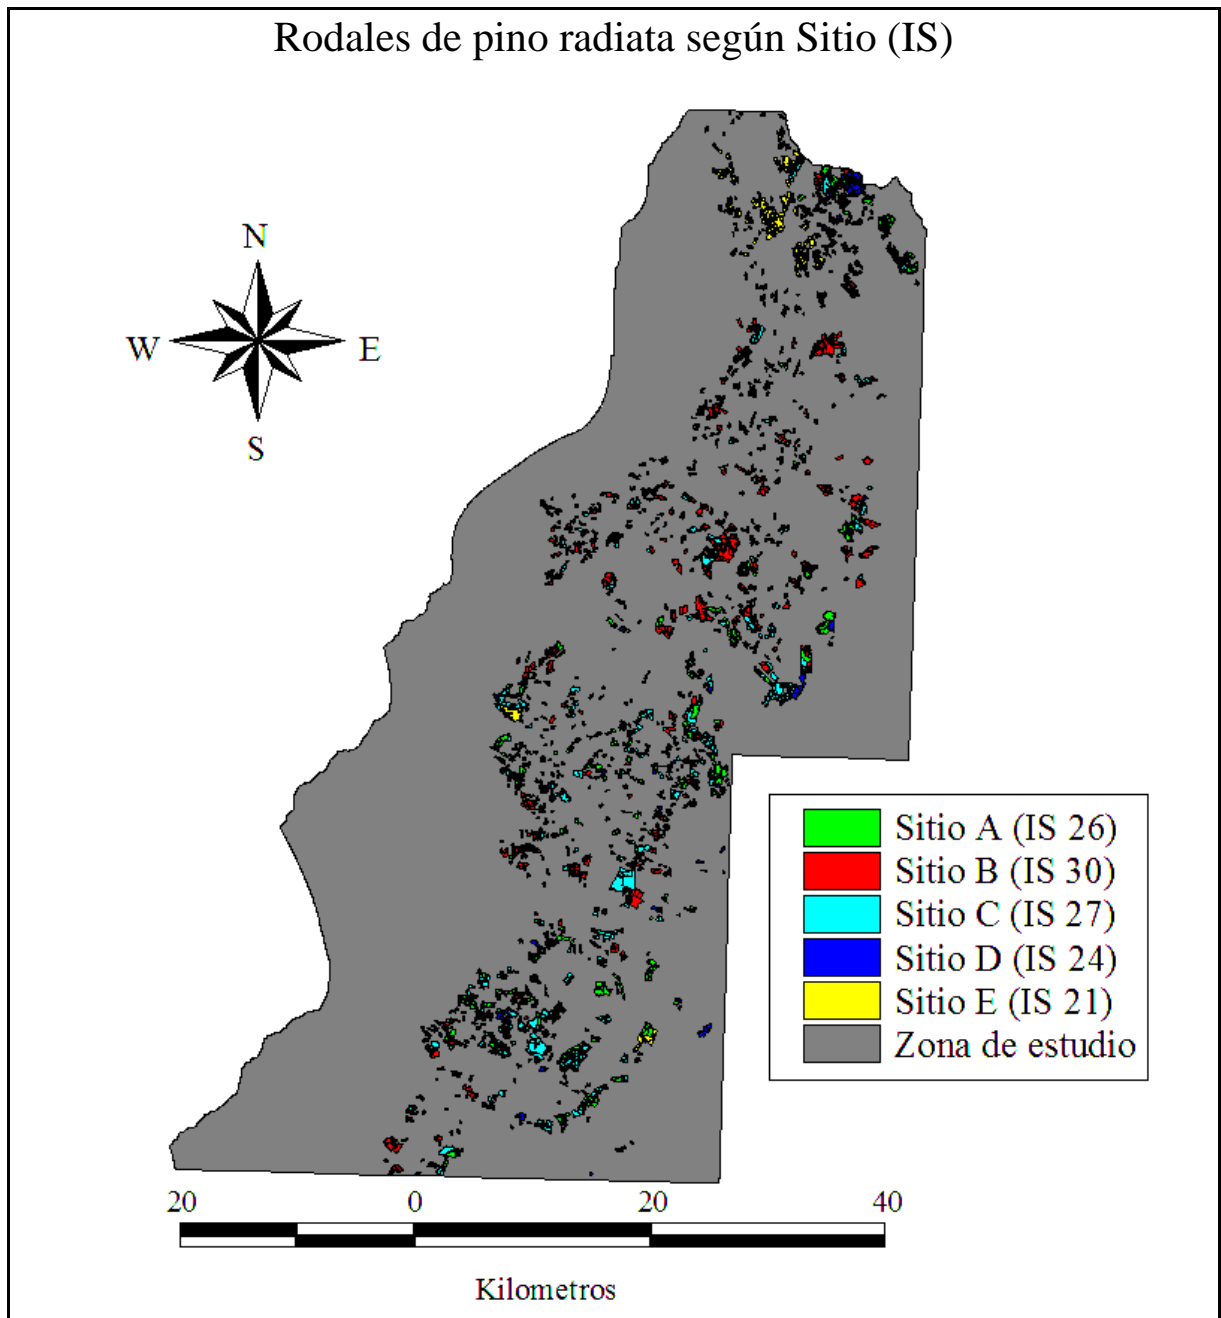 Rodales de pino radiata según Sitio (IS)
N
W E
S
Sitio A (IS 26)
Sitio B (IS 30)
Sitio C (IS 27)
Sitio D (IS 24)
Sitio E (IS 21)
Zona de estudio
20 0 20 40
Kilometros